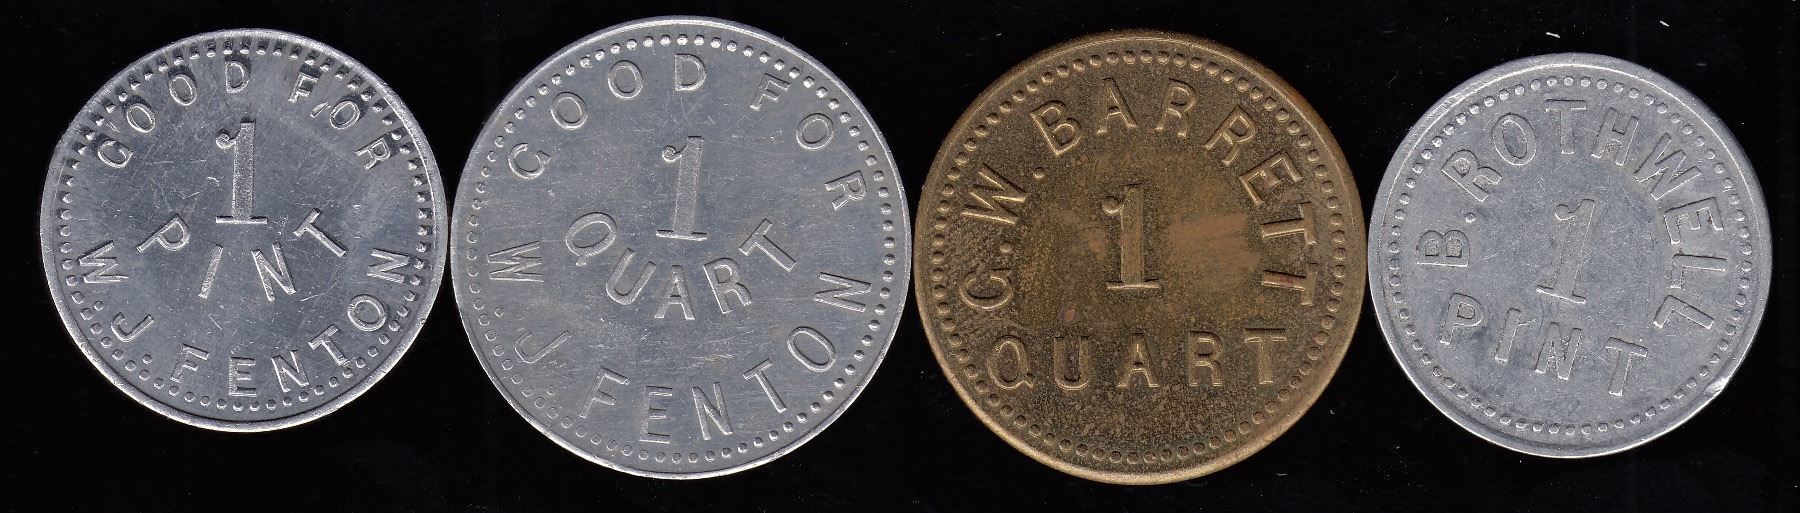 GOOD FOR
1
PINT
W. J. FENTON
GOOD FOR
1
QUART
W. J. FENTON
G. W. BARRETT
1
QUART
B. ROTHWELL
1
PINT